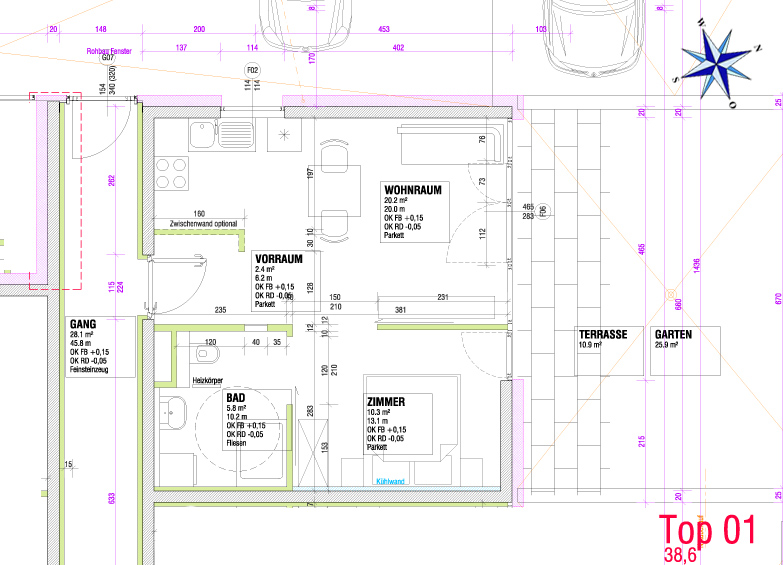 8
8
20
148
200
453
103
Rohbau Fenster
G07
137
114
402
170
154
340 (320)
F02
114
114
N
W
S
O
25
20
20
262
197
76
73
112
WOHNRAUM
20.2 m²
20.0 m
OK FB +0,15
OK RD -0,05
Parkett
465
283
F06
160
Zwischenwand optional
30
10
VORRAUM
2.4 m²
6.2 m
OK FB +0,15
OK RD -0,05
Parkett
128
115
224
235
150
210
231
381
465
1436
660
670
GANG
28.1 m²
45.8 m
OK FB +0,15
OK RD -0,05
Feinsteinzeug
12
12
10
120
40
35
Heizkörper
120
210
TERRASSE
10.9 m²
GARTEN
25.9 m²
BAD
5.8 m²
10.2 m
OK FB +0,15
OK RD -0,05
Fliesen
283
153
ZIMMER
10.3 m²
13.1 m
OK FB +0,15
OK RD -0,05
Parkett
215
15
633
Kühlwand
7
20
25
Top 01
38,6